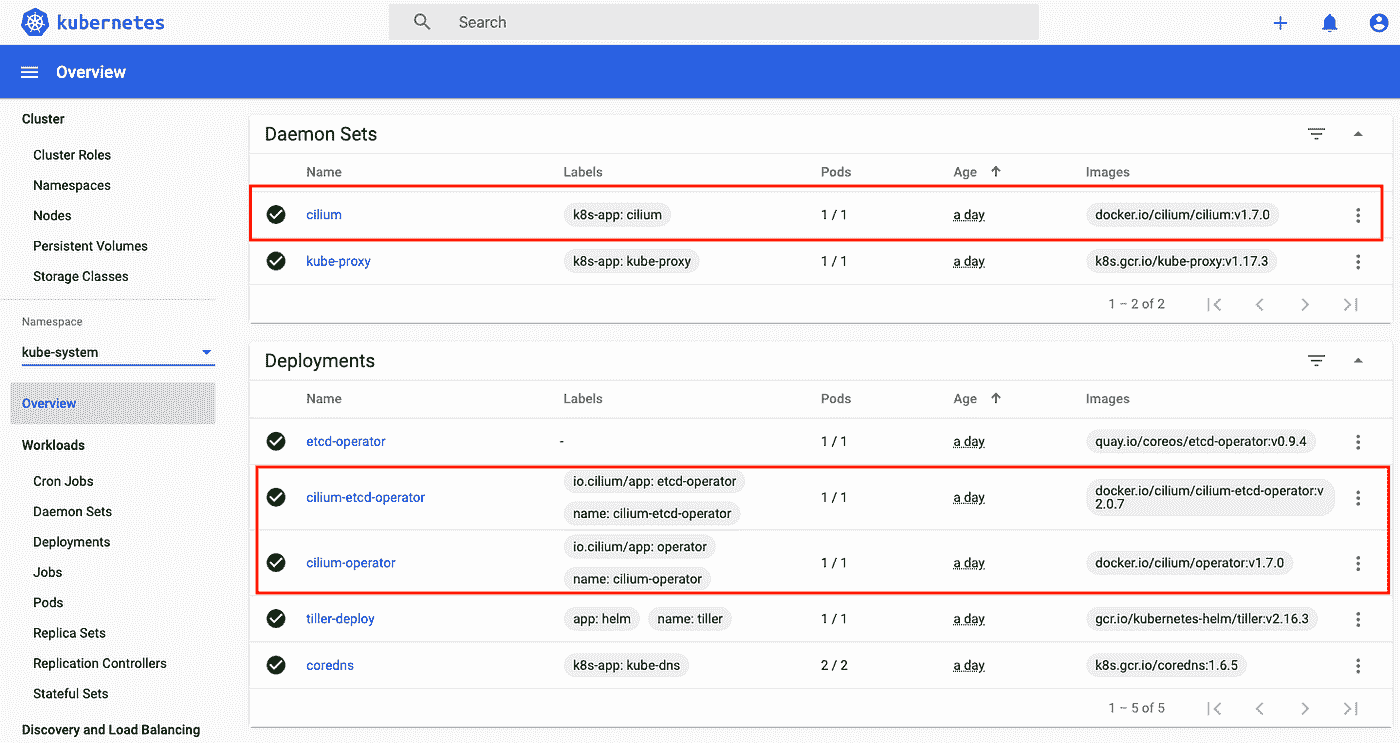 kubernetes
Search
Overview
Cluster
Cluster Roles
Namespaces
Nodes
Persistent Volumes
Storage Classes
Namespace
kube-system
Overview
Workloads
Cron Jobs
Daemon Sets
Deployments
Jobs
Pods
Replica Sets
Replication Controllers
Stateful Sets
Discovery and Load Balancing
Daemon Sets
Name Labels Pods Age Images
cilium k8s-app: cilium 1 / 1 a day docker.io/cilium/cilium:v1.7.0
kube-proxy k8s-app: kube-proxy 1 / 1 a day k8s.gcr.io/kube-proxy:v1.17.3
1 – 2 of 2
Deployments
Name Labels Pods Age Images
etcd-operator - 1 / 1 a day quay.io/coreos/etcd-operator:v0.9.4
cilium-etcd-operator io.cilium/app: etcd-operator 1 / 1 a day docker.io/cilium/cilium-etcd-operator:v
name: cilium-etcd-operator 2.0.7
cilium-operator io.cilium/app: operator 1 / 1 a day docker.io/cilium/operator:v1.7.0
name: cilium-operator
tiller-deploy app: helm name: tiller 1 / 1 a day gcr.io/kubernetes-helm/tiller:v2.16.3
coredns k8s-app: kube-dns 2 / 2 a day k8s.gcr.io/coredns:1.6.5
1 – 5 of 5